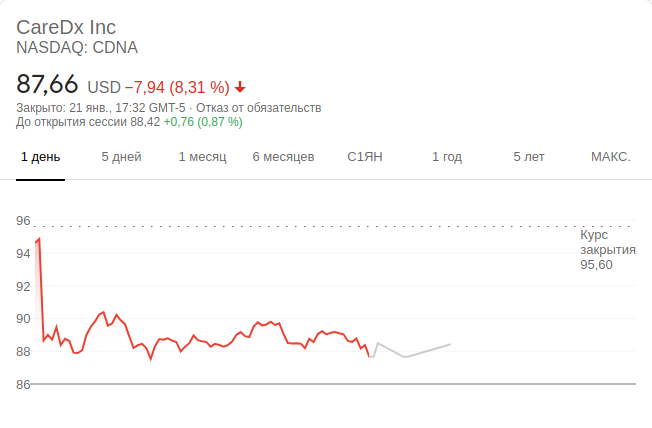 CareDx Inc
NASDAQ: CDNA
87,66 USD −7,94 (8,31 %)
Закрыто: 21 янв., 17:32 GMT-5 · Отказ от обязательств
До открытия сессии 88,42 +0,76 (0,87 %)
1 день 5 дней 1 месяц 6 месяцев С1ЯН 1 год 5 лет МАКС.
96
Курс
закрытия
95,60
94
92
90
88
86